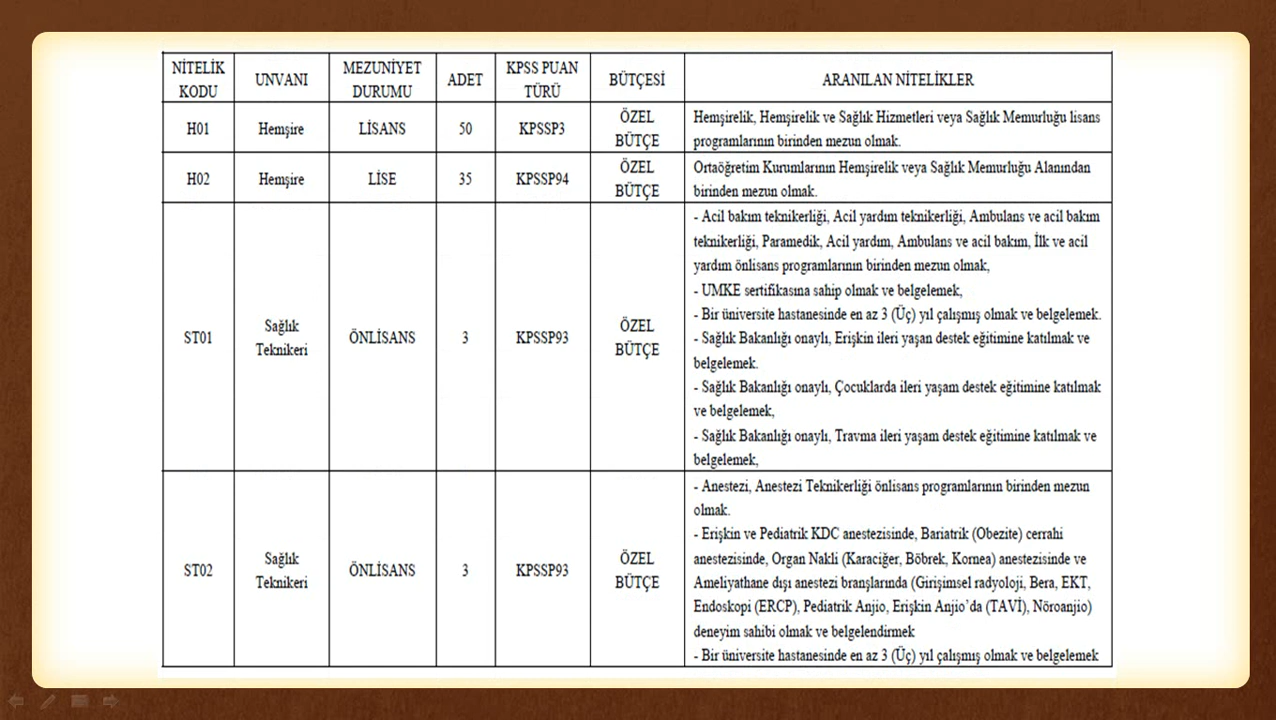 NİTELİK KODU
UNVANI
MEZUNİYET DURUMU
ADET
KPSS PUAN TÜRÜ
BÜTÇESİ
ARANILAN NİTELİKLER
H01
Hemşire
LİSANS
50
KPSSP3
ÖZEL
BÜTÇE
Hemşirelik, Hemşirelik ve Sağlık Hizmetleri veya Sağlık Memurluğu lisans
programlarının birinden mezun olmak.
H02
Hemşire
LİSE
35
KPSSP94
ÖZEL
BÜTÇE
Ortaöğretim Kurumlarının Hemşirelik veya Sağlık Memurluğu Alanından
birinden mezun olmak.
ST01
Sağlık
Teknikeri
ÖNLİSANS
3
KPSSP93
ÖZEL
BÜTÇE
- Acil bakım teknikerliği, Acil yardım teknikerliği, Ambulans ve acil bakım
teknikerliği, Paramedik, Acil yardım, Ambulans ve acil bakım, İlk ve acil
yardım önlisans programlarının birinden mezun olmak,
- UMKE sertifikasına sahip olmak ve belgelemek,
- Bir üniversite hastanesinde en az 3 (Üç) yıl çalışmış olmak ve belgelemek.
- Sağlık Bakanlığı onaylı, Erişkin ileri yaşan destek eğitimine katılmak ve
belgelemek.
- Sağlık Bakanlığı onaylı, Çocuklarda ileri yaşam destek eğitimine katılmak
ve belgelemek,
- Sağlık Bakanlığı onaylı, Travma ileri yaşam destek eğitimine katılmak ve
belgelemek,
ST02
Sağlık
Teknikeri
ÖNLİSANS
3
KPSSP93
ÖZEL
BÜTÇE
- Anestezi, Anestezi Teknikerliği önlisans programlarının birinden mezun
olmak.
- Erişkin ve Pediatrik KDC anestezisinde, Bariatrik (Obezite) cerrahi
anestezisinde, Organ Nakli (Karaciğer, Böbrek, Kornea) anestezisinde ve
Ameliyathane dışı anestezi branşlarında (Girişimsel radyoloji, Bera, EKT,
Endoskopi (ERCP), Pediatrik Anjio, Erişkin Anjio'da (TAVİ), Nöroanjio)
deneyim sahibi olmak ve belgelendirmek
- Bir üniversite hastanesinde en az 3 (Üç) yıl çalışmış olmak ve belgelemek